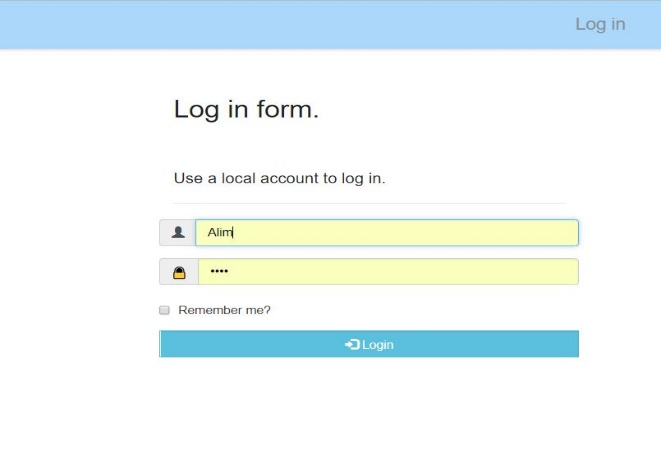 Log in
Log in form.
Use a local account to log in.
Alim
••••
Remember me?
Login